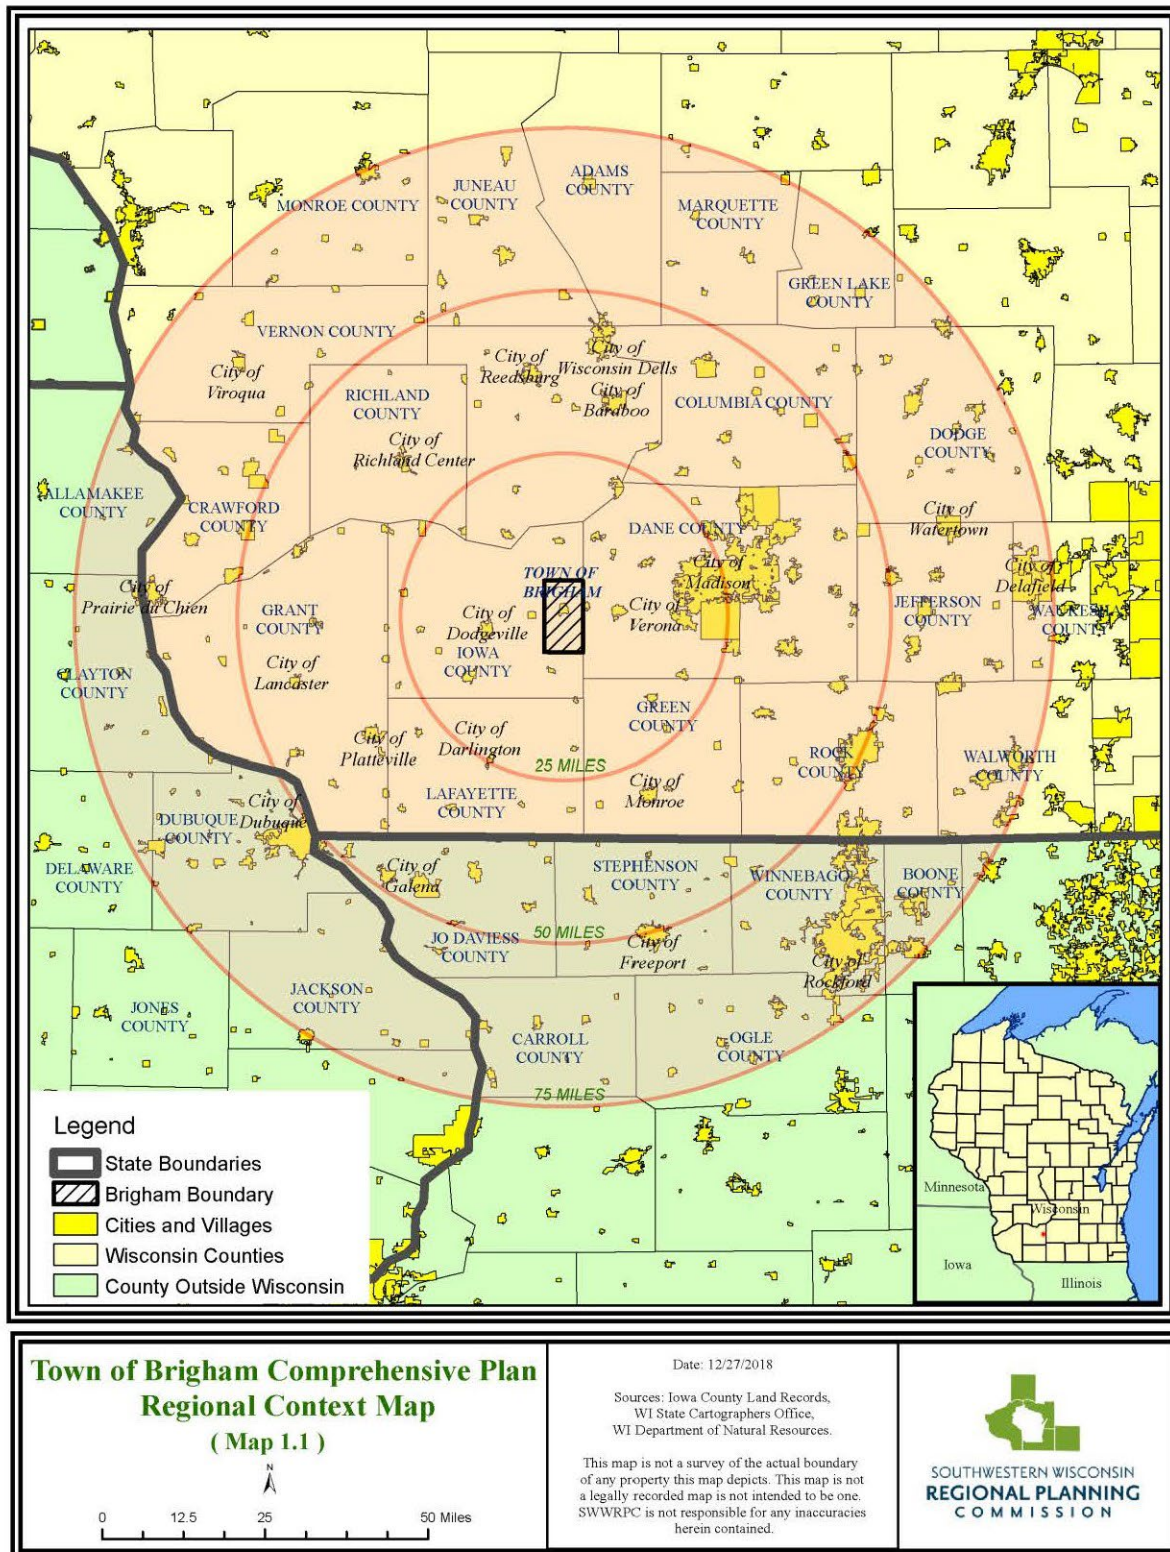 ADAMS
COUNTY
JUNEAU
COUNTY
MONROE COUNTY
MARQUETTE
COUNTY
GREEN LAKE
COUNTY
VERNON COUNTY
City of
Viroqua
City of
Reedsburg
City of
Wisconsin Dells
City of
Baraboo
RICHLAND
COUNTY
COLUMBIA COUNTY
City of
Richland Center
DODGE
COUNTY
ALLAMAKEE
COUNTY
CRAWFORD
COUNTY
DANE COUNTY
City of
Watertown
City of
Madison
City of
Delafield
TOWN OF
BRIGHAM
City of
Prairie du Chien
GRANT
COUNTY
City of
Dodgeville
IOWA
COUNTY
City of
Verona
JEFFERSON
COUNTY
WAUKESHA
COUNTY
CLAYTON
COUNTY
City of
Lancaster
GREEN
COUNTY
City of
Platteville
City of
Darlington
25 MILES
ROCK
COUNTY
WALWORTH
COUNTY
City of
Monroe
LAFAYETTE
COUNTY
City of
Dubuque
DUBUQUE
COUNTY
DELAWARE
COUNTY
City of
Galena
STEPHENSON
COUNTY
WINNEBAGO
COUNTY
BOONE
COUNTY
50 MILES
JO DAVIESS
COUNTY
City of
Freeport
City of
Rockford
JONES
COUNTY
JACKSON
COUNTY
CARROLL
COUNTY
OGLE
COUNTY
75 MILES
Legend
State Boundaries
Brigham Boundary
Cities and Villages
Wisconsin Counties
County Outside Wisconsin
Minnesota
Wisconsin
Iowa
Illinois
Town of Brigham Comprehensive Plan
Regional Context Map
( Map 1.1 )
N
0 12.5 25 50 Miles
Date: 12/27/2018
Sources: Iowa County Land Records,
WI State Cartographers Office,
WI Department of Natural Resources.
This map is not a survey of the actual boundary
of any property this map depicts. This map is not
a legally recorded map is not intended to be one.
SWWRPC is not responsible for any inaccuracies
herein contained.
SOUTHWESTERN WISCONSIN
REGIONAL PLANNING
COMMISSION